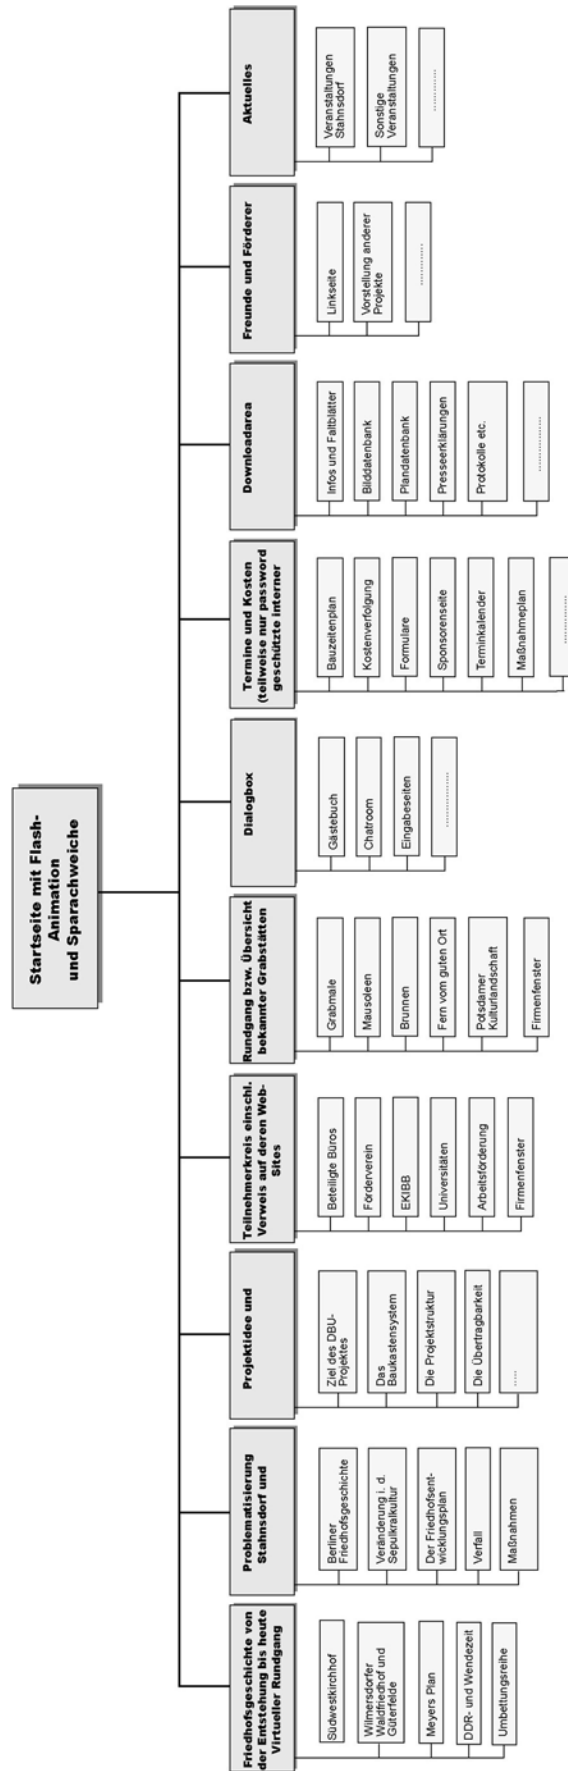 Startseite mit Flash-
Animation
und Sparachweiche
Friedhofsgeschichte von
der Entstehung bis heute
Virtueller Rundgang
Südwestkirchhof
Wilmersdorfer
Waldfriedhof und
Güterfelde
Meyers Plan
DDR- und Wendezeit
Umbettungsreihe
Problematisierung
Stahnsdorf und
Berliner
Friedhofsgeschichte
Veränderung i. d.
Sepulkralkultur
Der Friedhofsent-
wicklungsplan
Verfall
Maßnahmen
Projektidee und
Ziel des DBU-
Projektes
Das
Baukastensystem
Die Projektstruktur
Die Übertragbarkeit
.....
Teilnehmerkreis einschl.
Verweis auf deren Web-
Sites
Beteiligte Büros
Förderverein
EKIBB
Universitäten
Arbeitsförderung
Firmenfenster
Rundgang bzw. Übersicht
bekannter Grabstätten
Grabmale
Mausoleen
Brunnen
Fern vom guten Ort
Potsdamer
Kulturlandschaft
Firmenfenster
Dialogbox
Gästebuch
Chatroom
Eingabeseiten
..................
Termine und Kosten
(teilweise nur password
geschützte interner
Bauzeitenplan
Kostenverfolgung
Formulare
Sponsorenseite
Terminkalender
Maßnahmeplan
..................
Downloadarea
Infos und Faltblätter
Bilddatenbank
Plandatenbank
Presseerklärungen
Protokolle etc.
..................
Freunde und Förderer
Linkseite
Vorstellung anderer
Projekte
..............
Aktuelles
Veranstaltungen
Stahnsdorf
Sonstige
Veranstaltungen
..............